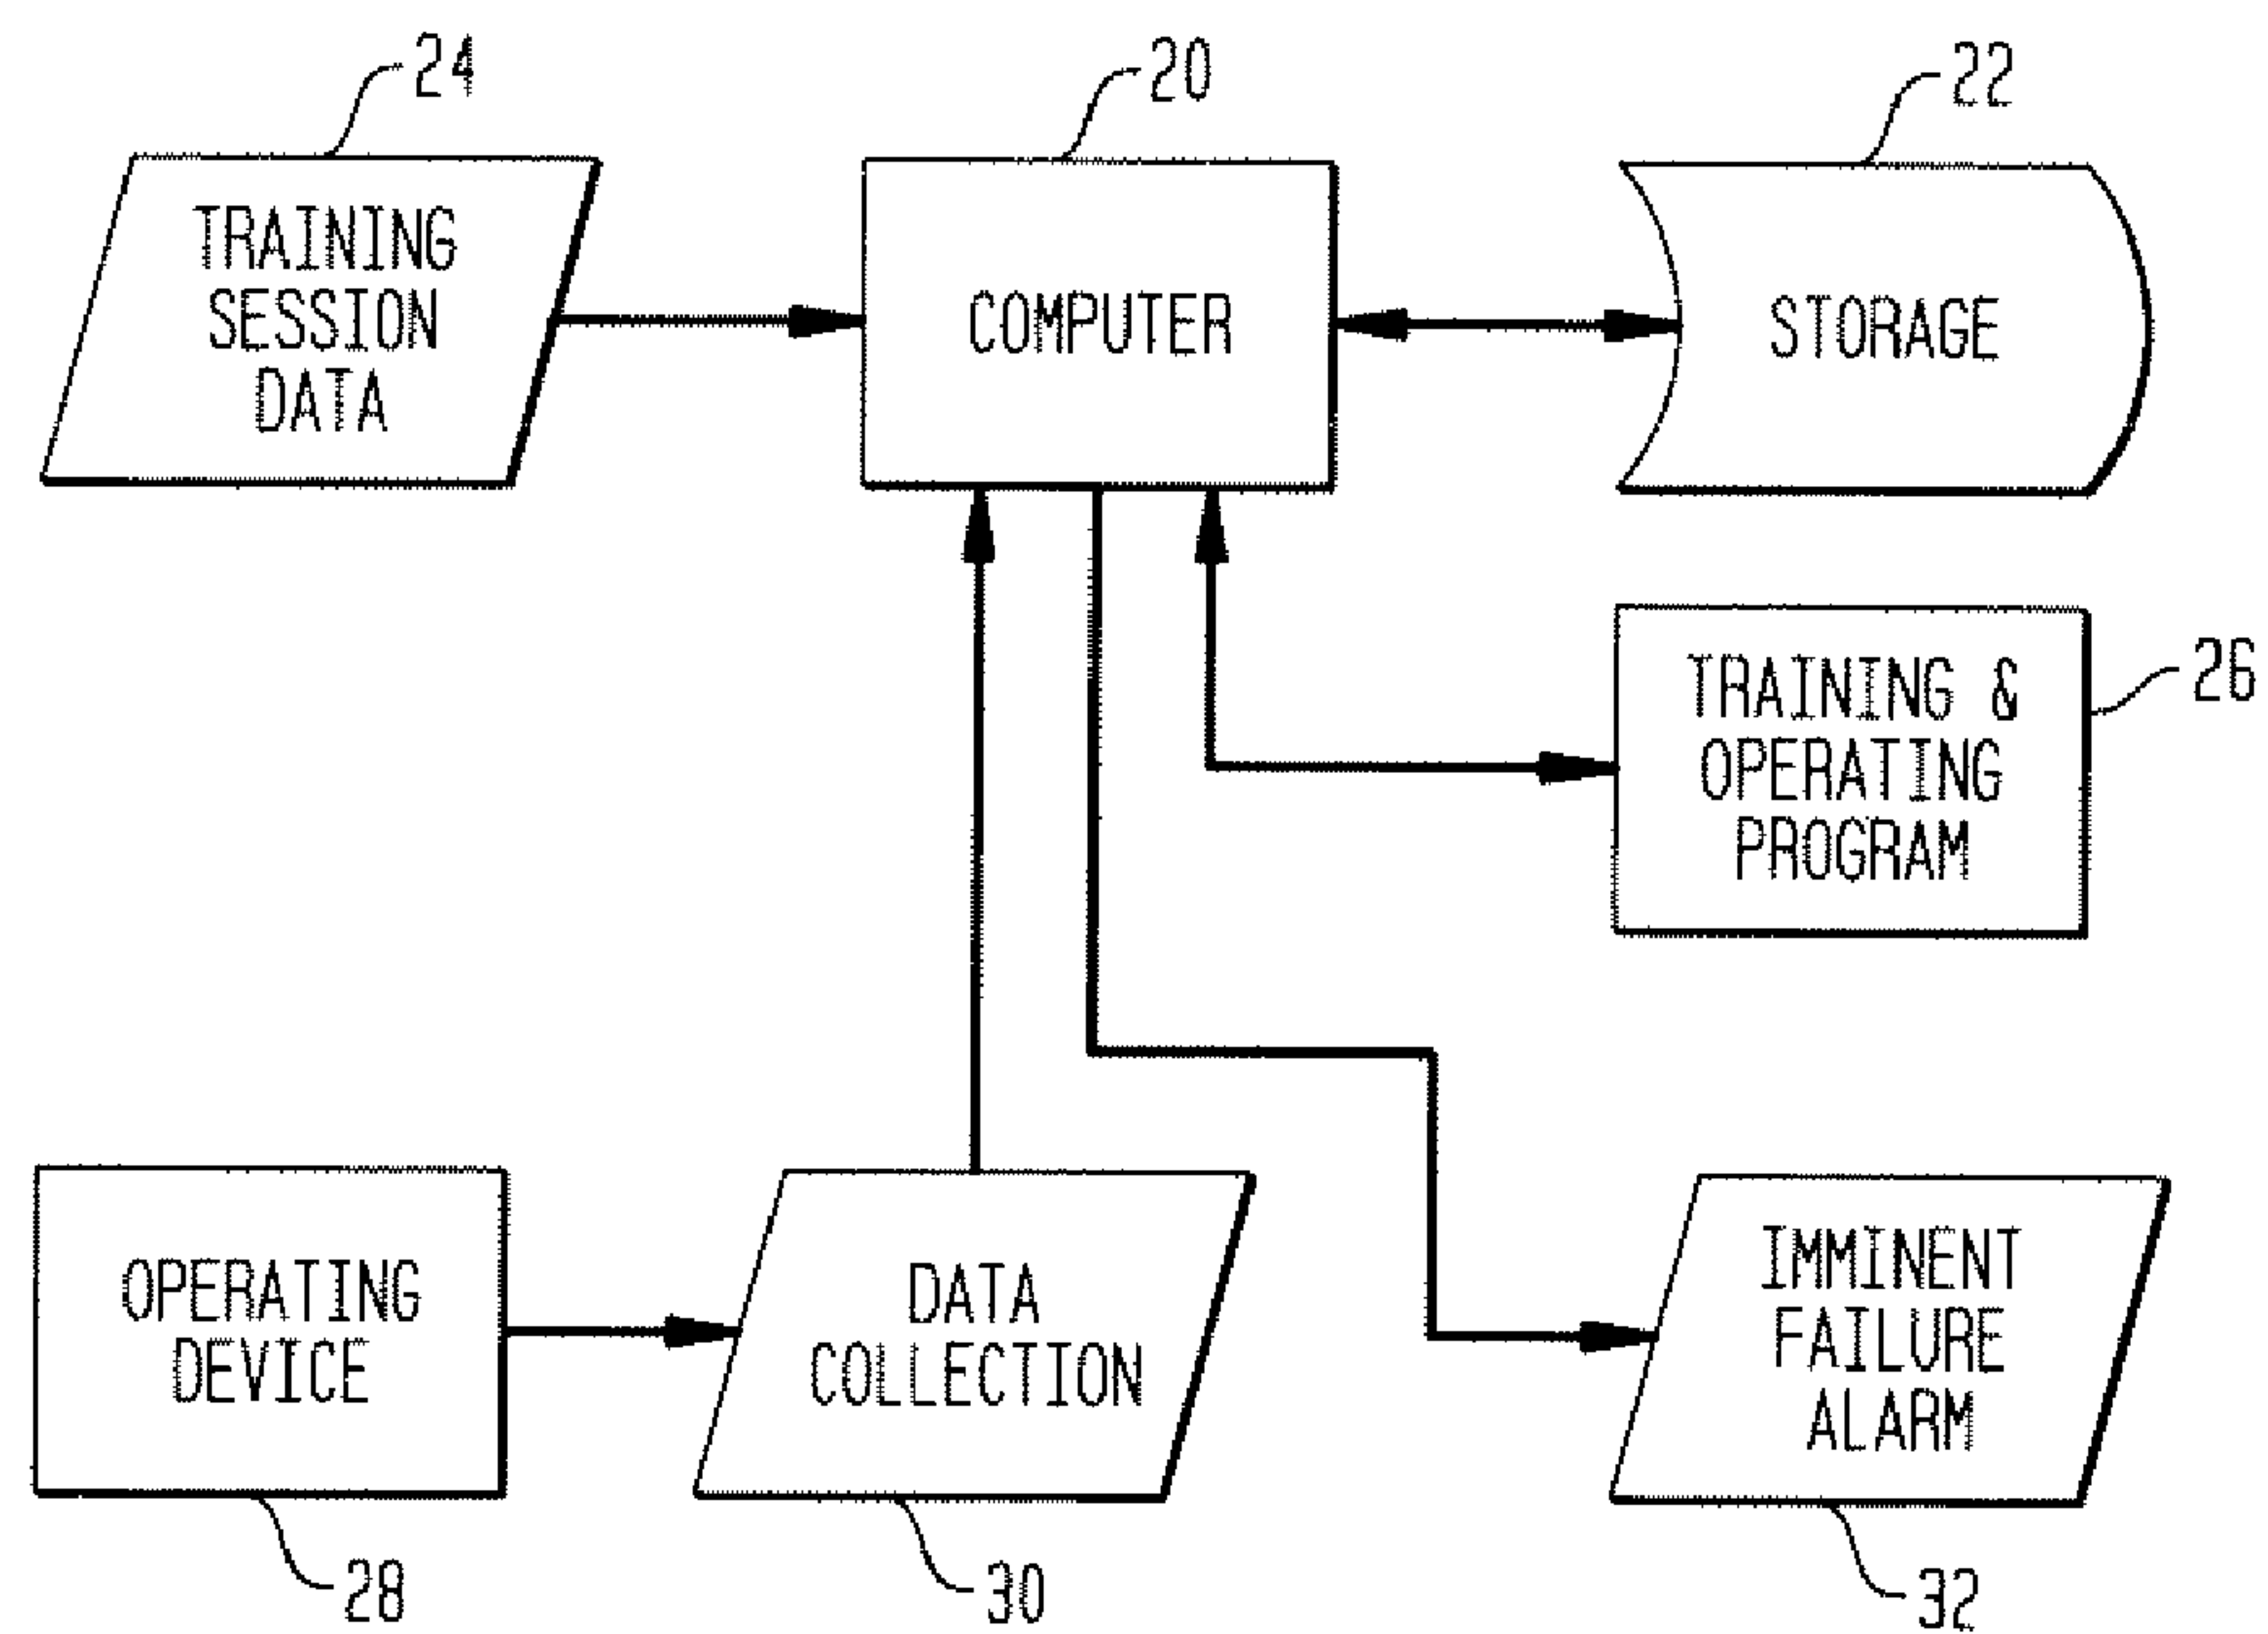 24
20
22
TRAINING
SESSION
DATA
COMPUTER
STORAGE
TRAINING &
OPERATING
PROGRAM
26
OPERATING
DEVICE
DATA
COLLECTION
IMMINENT
FAILURE
ALARM
28
30
32